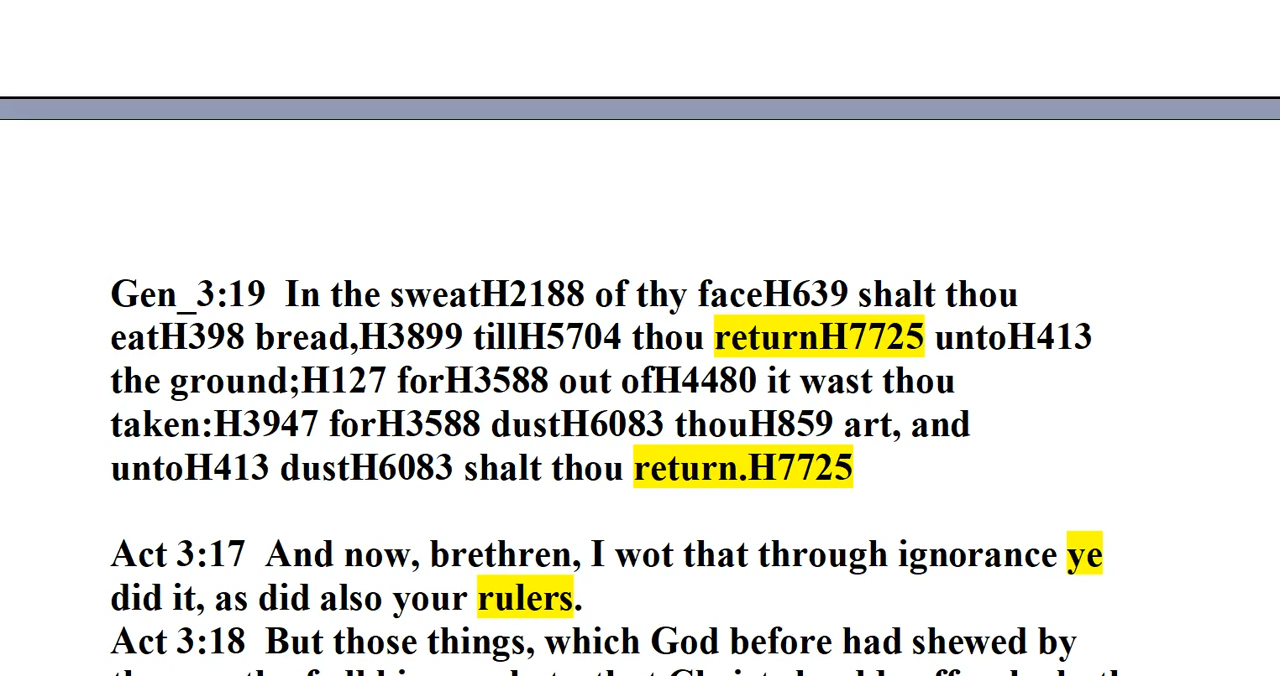 Gen_3:19  In the sweatH2188 of thy faceH639 shalt thou
eatH398 bread,H3899 tillH5704 thou returnH7725 untoH413
the ground;H127 forH3588 out ofH4480 it wast thou
taken:H3947 forH3588 dustH6083 thouH859 art, and
untoH413 dustH6083 shalt thou return.H7725
Act 3:17  And now, brethren, I wot that through ignorance ye
did it, as did also your rulers.
Act 3:18  But those things, which God before had shewed by